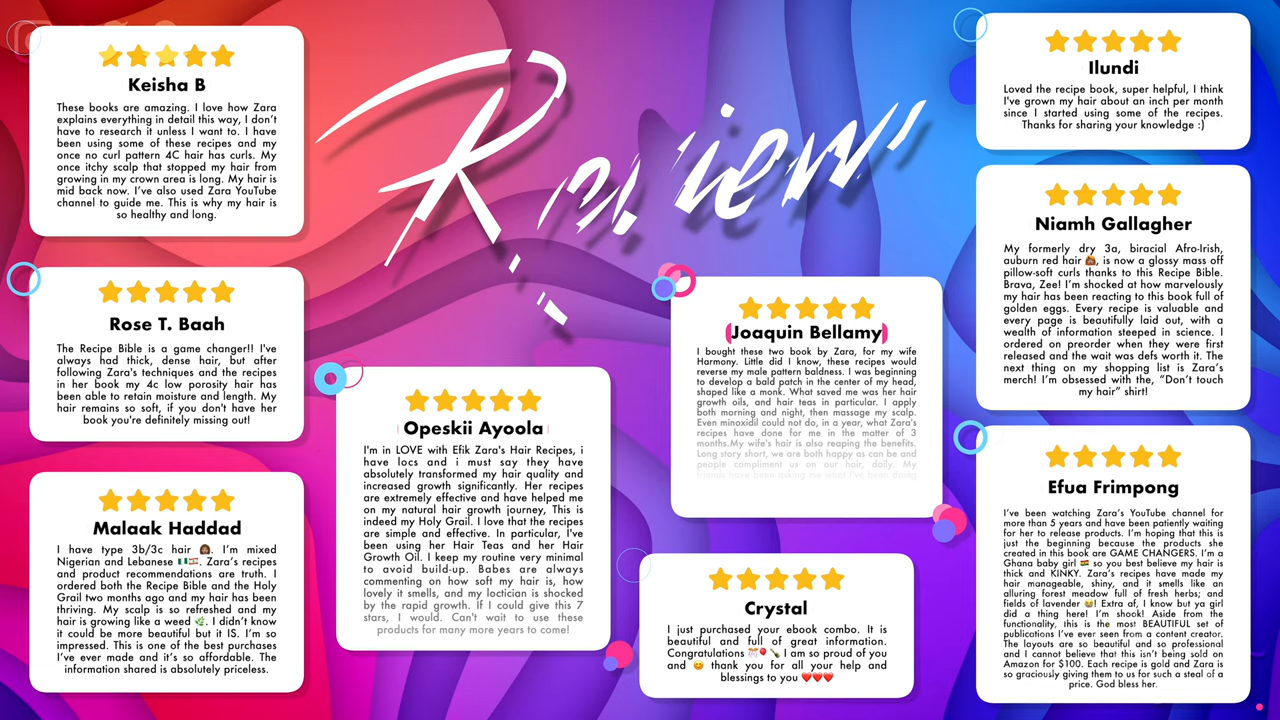 Keisha B
These books are amazing. I love how Zara
explains everything in detail this way, I don't
have to research it unless I want to. I have
been using some of these recipes and my
once no curl pattern 4C hair has curls. My
once itchy scalp that stopped my hair from
growing in my crown area is long. My hair is
mid back now. I've also used Zara YouTube
channel to guide me. This is why my hair is
so healthy and long.
Rose T. Baah
The Recipe Bible is a game changer!! I've
always had thick, dense hair, but after
following Zara's techniques and the recipes
in her book my 4c low porosity hair has
been able to retain moisture and length. My
hair remains so soft, if you don't have her
book you're definitely missing out!
Malaak Haddad
I have type 3b/3c hair 👩🏾. I'm mixed
Nigerian and Lebanese 🇳🇬🇱🇧. Zara's recipes
and product recommendations are truth. I
ordered both the Recipe Bible and the Holy
Grail two months ago and my hair has been
thriving. My scalp is so refreshed and my
hair is growing like a weed 🌿. I didn't know
it could be more beautiful but it IS. I'm so
impressed. This is one of the best purchases
I've ever made and it's so affordable. The
information shared is absolutely priceless.
Review
Opeskii Ayoola
I'm in LOVE with Efik Zara's Hair Recipes, i
have locs and i must say they have
absolutely transformed my hair quality and
increased growth significantly. Her recipes
are extremely effective and have helped me
on my natural hair growth journey, This is
indeed my Holy Grail. I love that the recipes
are simple and effective. In particular, I've
been using her Hair Teas and her Hair
Growth Oil. I keep my routine very minimal
to avoid build-up. Babes are always
commenting on how soft my hair is, how
lovely it smells, and my loctician is shocked
by the rapid growth. If I could give this 7
stars, I would. Can't wait to use these
products for many more years to come!
Joaquin Bellamy
I bought these two book by Zara, for my wife
Harmony. Little did I know, these recipes would
reverse my male pattern baldness. I was beginning
to develop a bald patch in the center of my head,
shaped like a monk. What saved me was her hair
growth oils, and hair teas in particular. I apply
both morning and night, then massage my scalp.
Even minoxidil could not do, in a year, what Zara's
recipes have done for me in the matter of 3
months.My wife's hair is also reaping the benefits.
Long story short, we are both happy as can be and
people compliment us on our hair, daily. My
friends have been asking me what i've been doing
Crystal
I just purchased your ebook combo. It is
beautiful and full of great information.
Congratulations 🎊🎈🍾 I am so proud of you
and 😊 thank you for all your help and
blessings to you ❤️❤️❤️
Ilundi
Loved the recipe book, super helpful, I think
I've grown my hair about an inch per month
since I started using some of the recipes.
Thanks for sharing your knowledge :)
Niamh Gallagher
My formerly dry 3a, biracial Afro-Irish,
auburn red hair 👩🏽‍🦰, is now a glossy mass off
pillow-soft curls thanks to this Recipe Bible.
Brava, Zee! I'm shocked at how marvelously
my hair has been reacting to this book full of
golden eggs. Every recipe is valuable and
every page is beautifully laid out, with a
wealth of information steeped in science. I
ordered on preorder when they were first
released and the wait was defs worth it. The
next thing on my shopping list is Zara's
merch! I'm obsessed with the, "Don't touch
my hair" shirt!
Efua Frimpong
I've been watching Zara's YouTube channel for
more than 5 years and have been patiently waiting
for her to release products. I'm hoping that this is
just the beginning because the products she
created in this book are GAME CHANGERS. I'm a
Ghana baby girl 🇬🇭 so you best believe my hair is
thick and KINKY. Zara's recipes have made my
hair manageable, shiny, and it smells like an
alluring forest meadow full of fresh herbs; and
fields of lavender 😭! Extra af, I know but ya girl
did a thing here! I'm shook! Aside from the
functionality, this is the most BEAUTIFUL set of
publications I've ever seen from a content creator.
The layouts are so beautiful and so professional
and I cannot believe that this isn't being sold on
Amazon for $100. Each recipe is gold and Zara is
so graciously giving them to us for such a steal of a
price. God bless her.